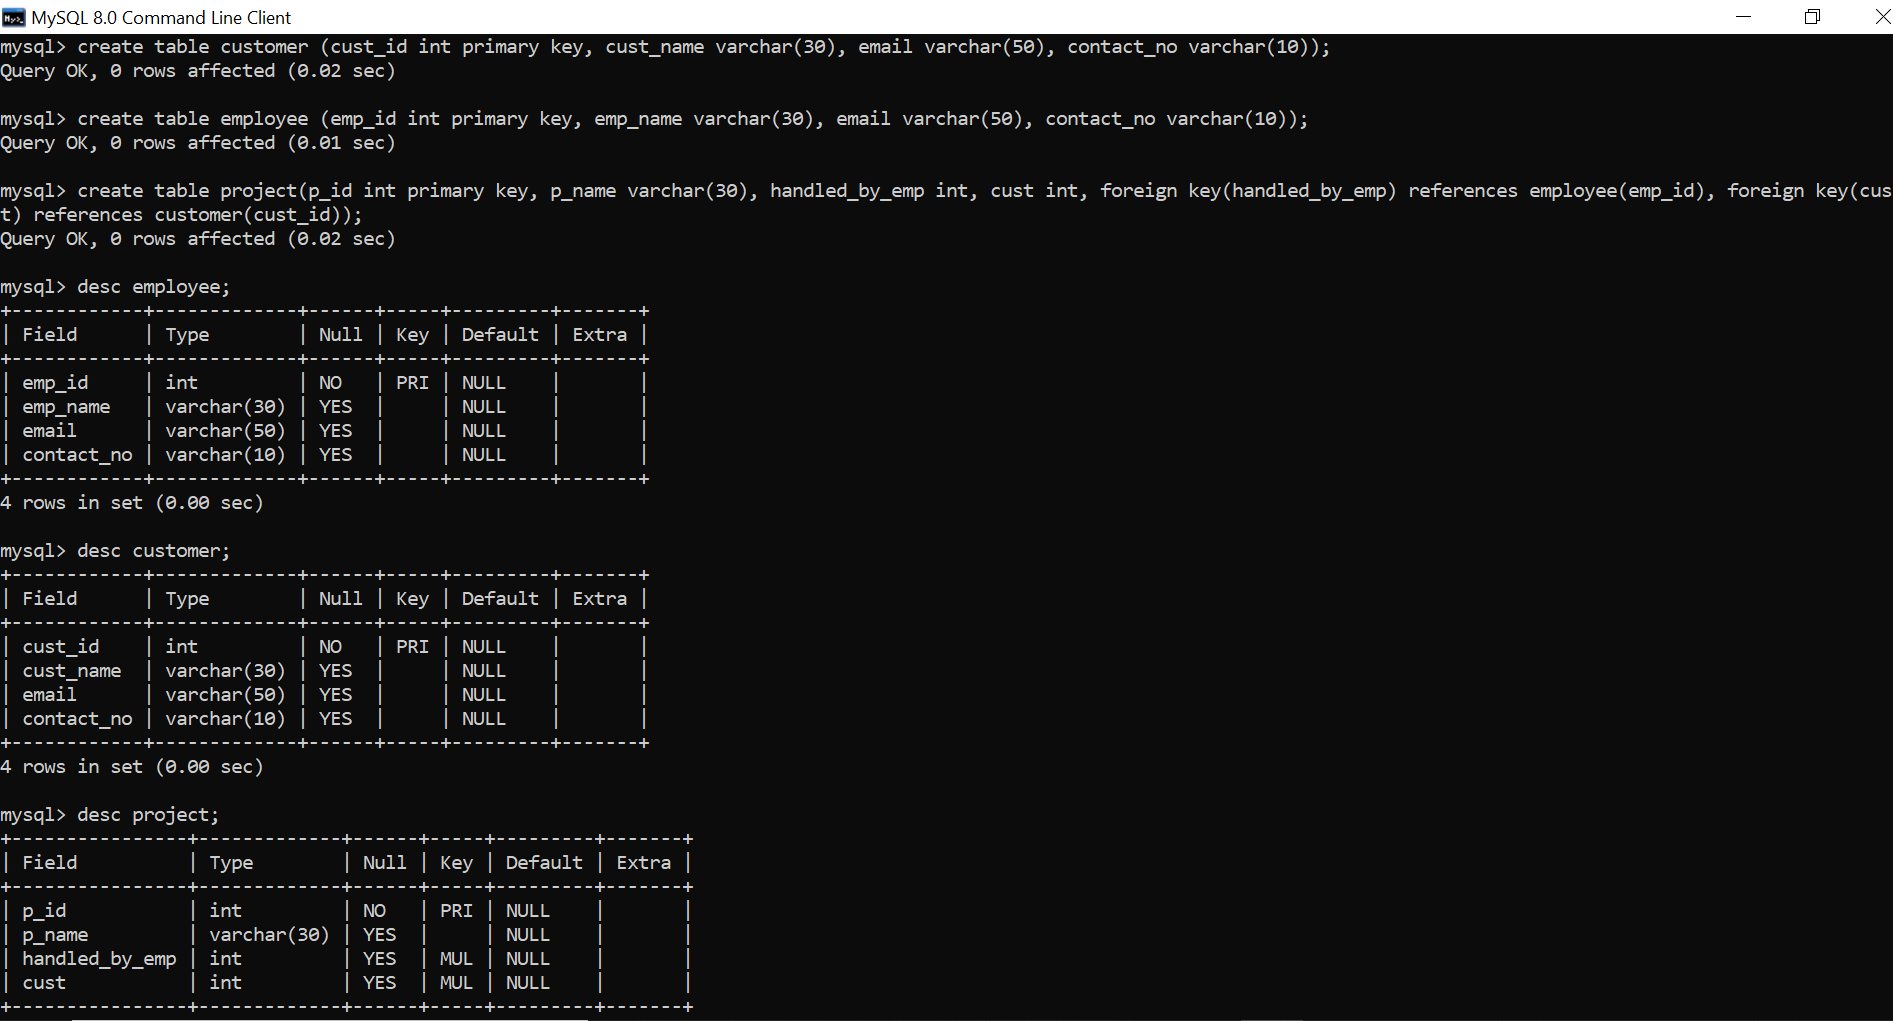 MySQL 8.0 Command Line Client
mysql> create table customer (cust_id int primary key, cust_name varchar(30), email varchar(50), contact_no varchar(10));
Query OK, 0 rows affected (0.02 sec)
mysql> create table employee (emp_id int primary key, emp_name varchar(30), email varchar(50), contact_no varchar(10));
Query OK, 0 rows affected (0.01 sec)
mysql> create table project(p_id int primary key, p_name varchar(30), handled_by_emp int, cust int, foreign key(handled_by_emp) references employee(emp_id), foreign key(cus
t) references customer(cust_id));
Query OK, 0 rows affected (0.02 sec)
mysql> desc employee;
+------------+-------------+------+-----+---------+-------+
| Field      | Type        | Null | Key | Default | Extra |
+------------+-------------+------+-----+---------+-------+
| emp_id     | int         | NO   | PRI | NULL    |       |
| emp_name   | varchar(30) | YES  |     | NULL    |       |
| email      | varchar(50) | YES  |     | NULL    |       |
| contact_no | varchar(10) | YES  |     | NULL    |       |
+------------+-------------+------+-----+---------+-------+
4 rows in set (0.00 sec)
mysql> desc customer;
+------------+-------------+------+-----+---------+-------+
| Field      | Type        | Null | Key | Default | Extra |
+------------+-------------+------+-----+---------+-------+
| cust_id    | int         | NO   | PRI | NULL    |       |
| cust_name  | varchar(30) | YES  |     | NULL    |       |
| email      | varchar(50) | YES  |     | NULL    |       |
| contact_no | varchar(10) | YES  |     | NULL    |       |
+------------+-------------+------+-----+---------+-------+
4 rows in set (0.00 sec)
mysql> desc project;
+----------------+-------------+------+-----+---------+-------+
| Field          | Type        | Null | Key | Default | Extra |
+----------------+-------------+------+-----+---------+-------+
| p_id           | int         | NO   | PRI | NULL    |       |
| p_name         | varchar(30) | YES  |     | NULL    |       |
| handled_by_emp | int         | YES  | MUL | NULL    |       |
| cust           | int         | YES  | MUL | NULL    |       |
+----------------+-------------+------+-----+---------+-------+